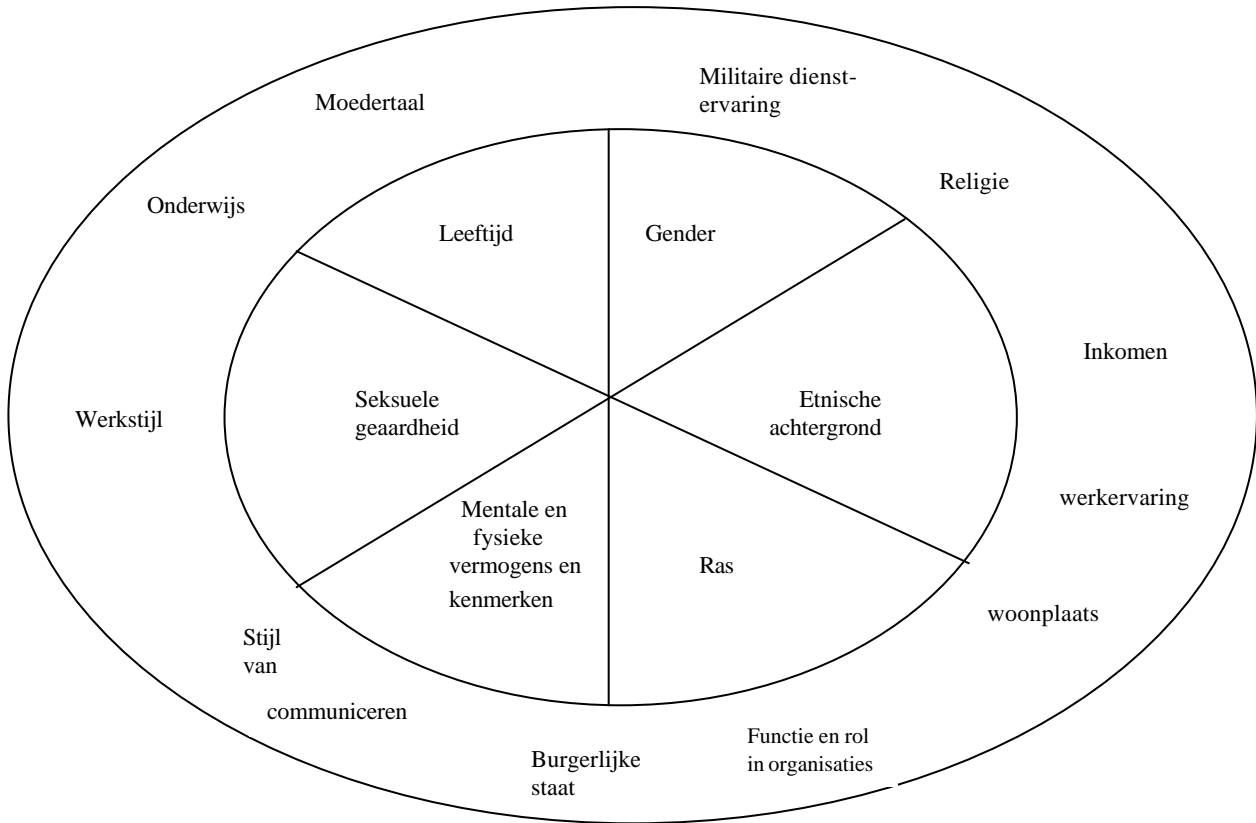 Militaire dienst-
ervaring
Moedertaal
Religie
Onderwijs
Leeftijd
Gender
Inkomen
Werkstijl
Seksuele
geaardheid
Etnische
achtergrond
werkervaring
Mentale en
fysieke
vermogens en
kenmerken
Ras
woonplaats
Stijl
van
communiceren
Burgerlijke
staat
Functie en rol
in organisaties